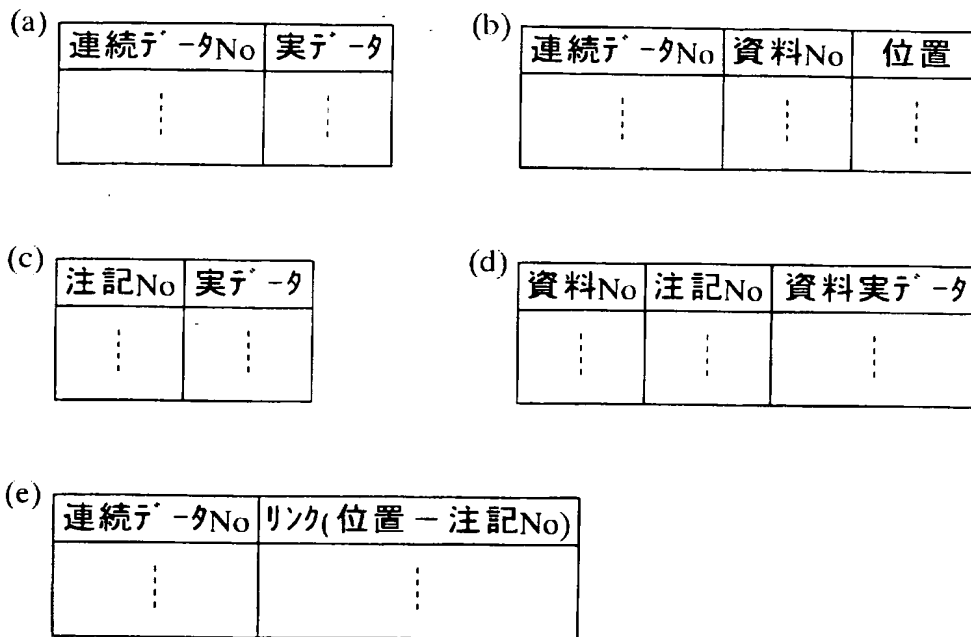 (a)
連続データNo 実データ
(b)
連続データNo 資料No 位置
(c)
注記No 実データ
(d)
資料No 注記No 資料実データ
(e)
連続データNo リンク(位置－注記No)